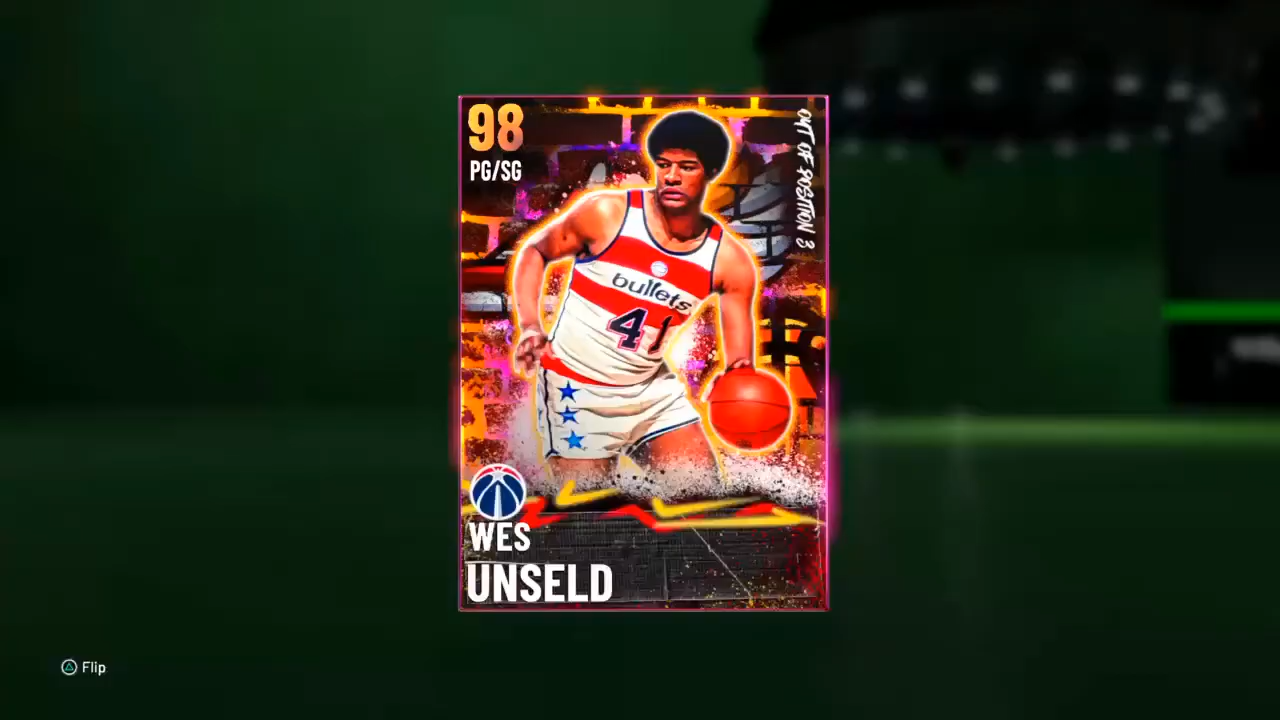 98
PG/SG
OUT OF POSITION 3
bullets
41
WES
UNSELD
Flip